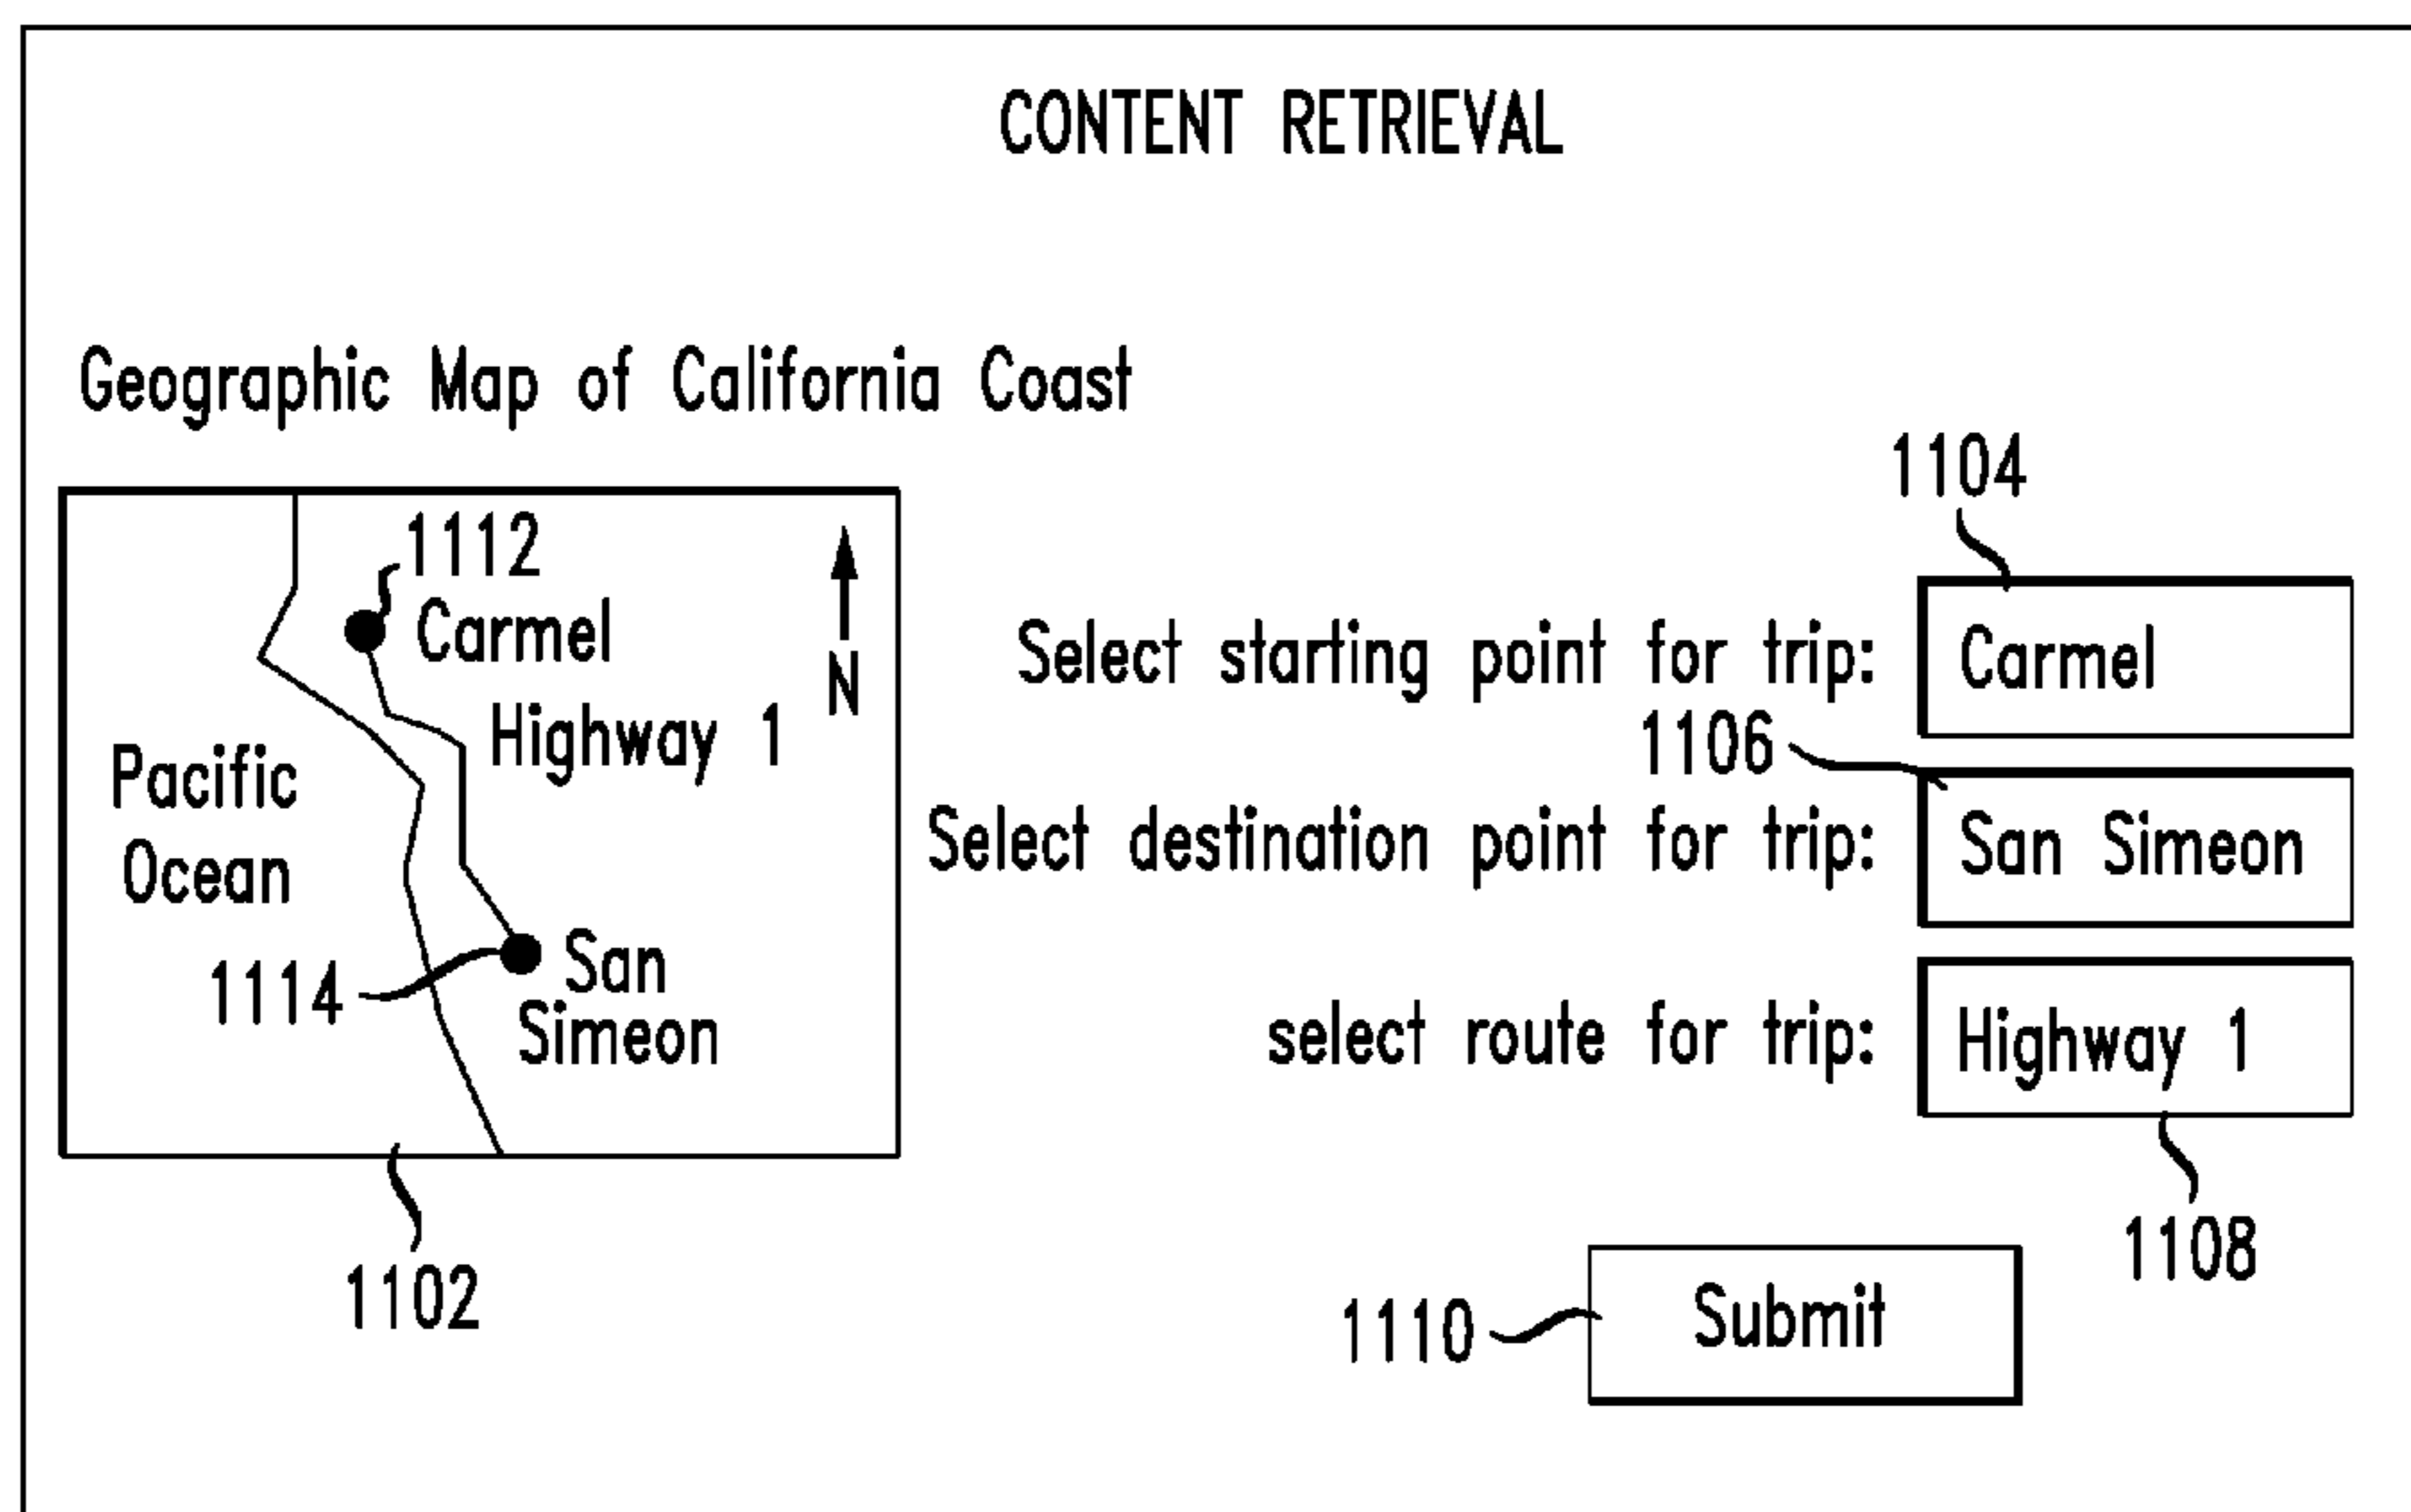 CONTENT RETRIEVAL
Geographic Map of California Coast
1112
Carmel
Highway 1
N
Pacific
Ocean
San
Simeon
1114
1102
1104
Select starting point for trip: Carmel
1106
Select destination point for trip: San Simeon
select route for trip: Highway 1
1108
1110 Submit